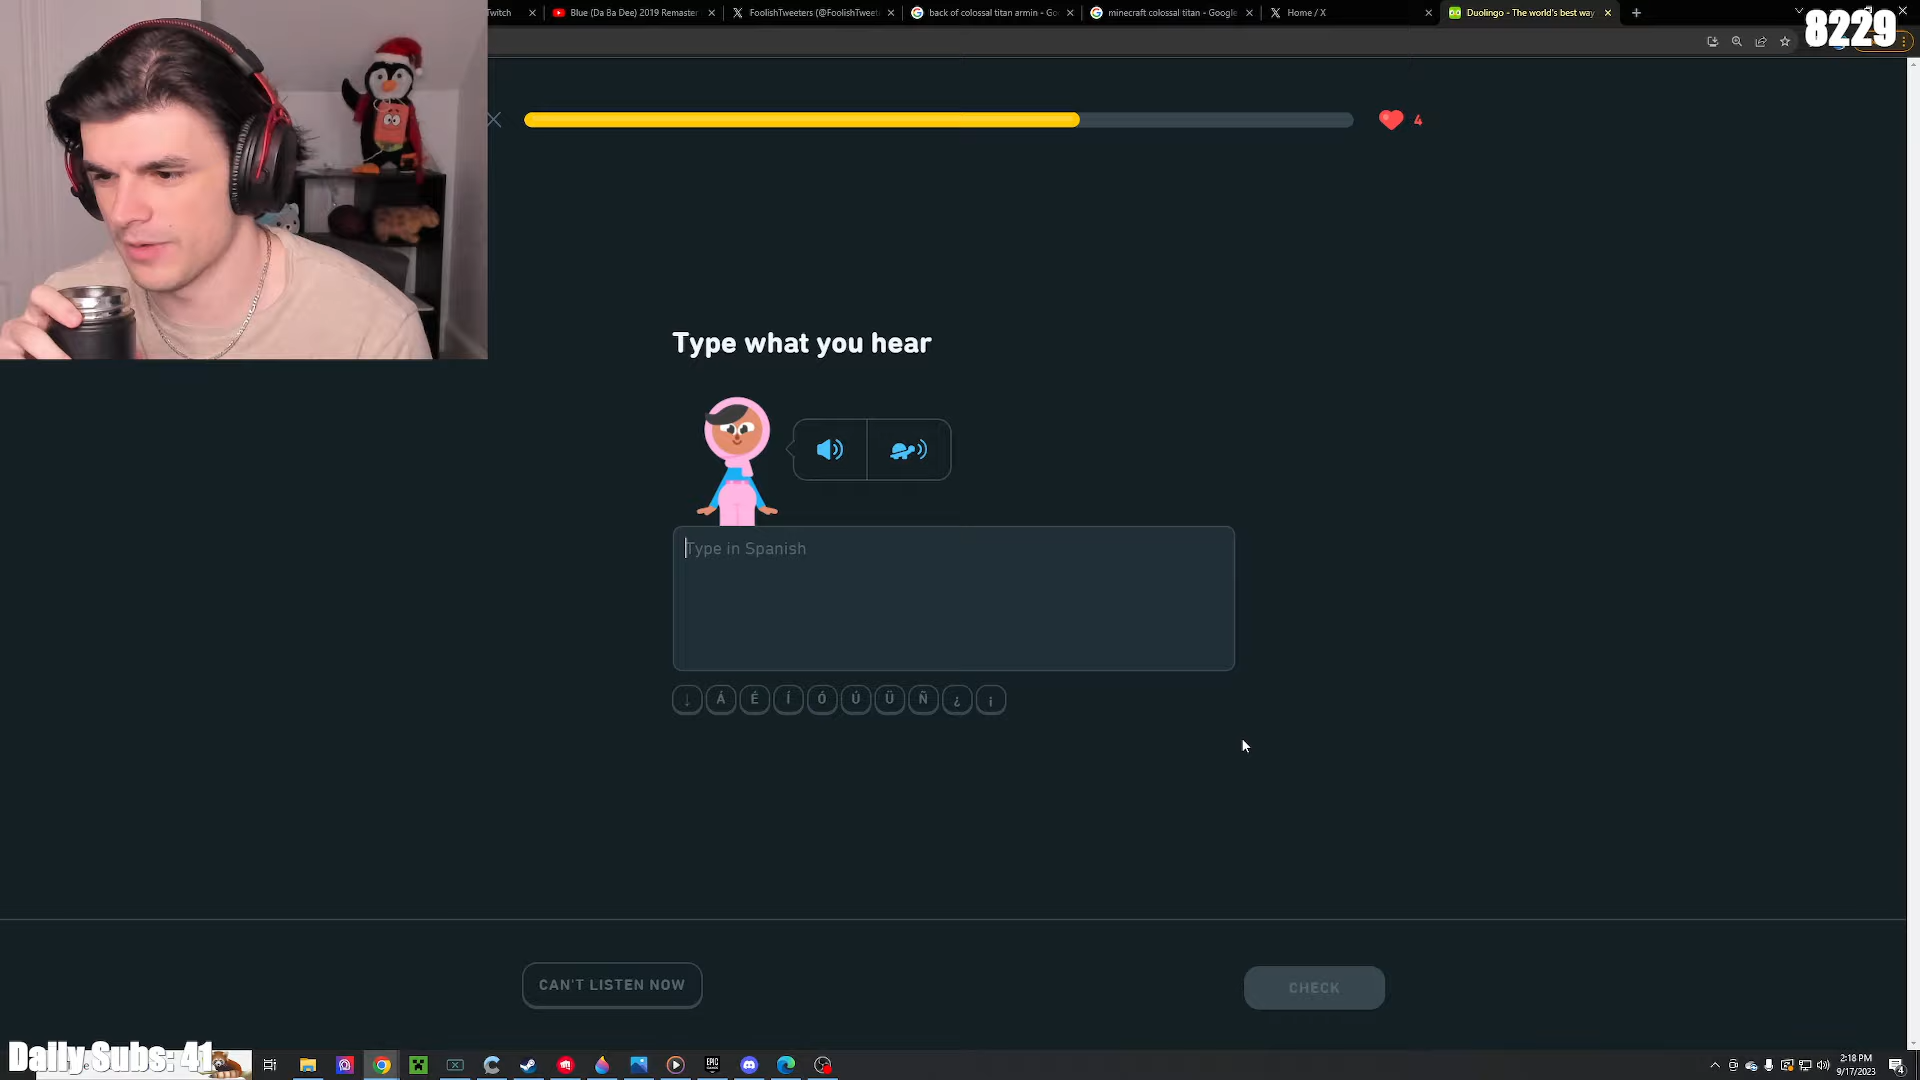 Twitch
Blue (Da Ba Dee) 2019 Remaster
FoolishTweeters (@FoolishTweet
back of colossal titan armin - Go
minecraft colossal titan - Google
Home / X
Duolingo - The world's best way
8229
4
Type what you hear
Type in Spanish
↓ Á É Í Ó Ú Ü Ñ ¿ ¡
CAN'T LISTEN NOW
CHECK
Daily Subs: 41
EPIC
2:18 PM
9/17/2023
4